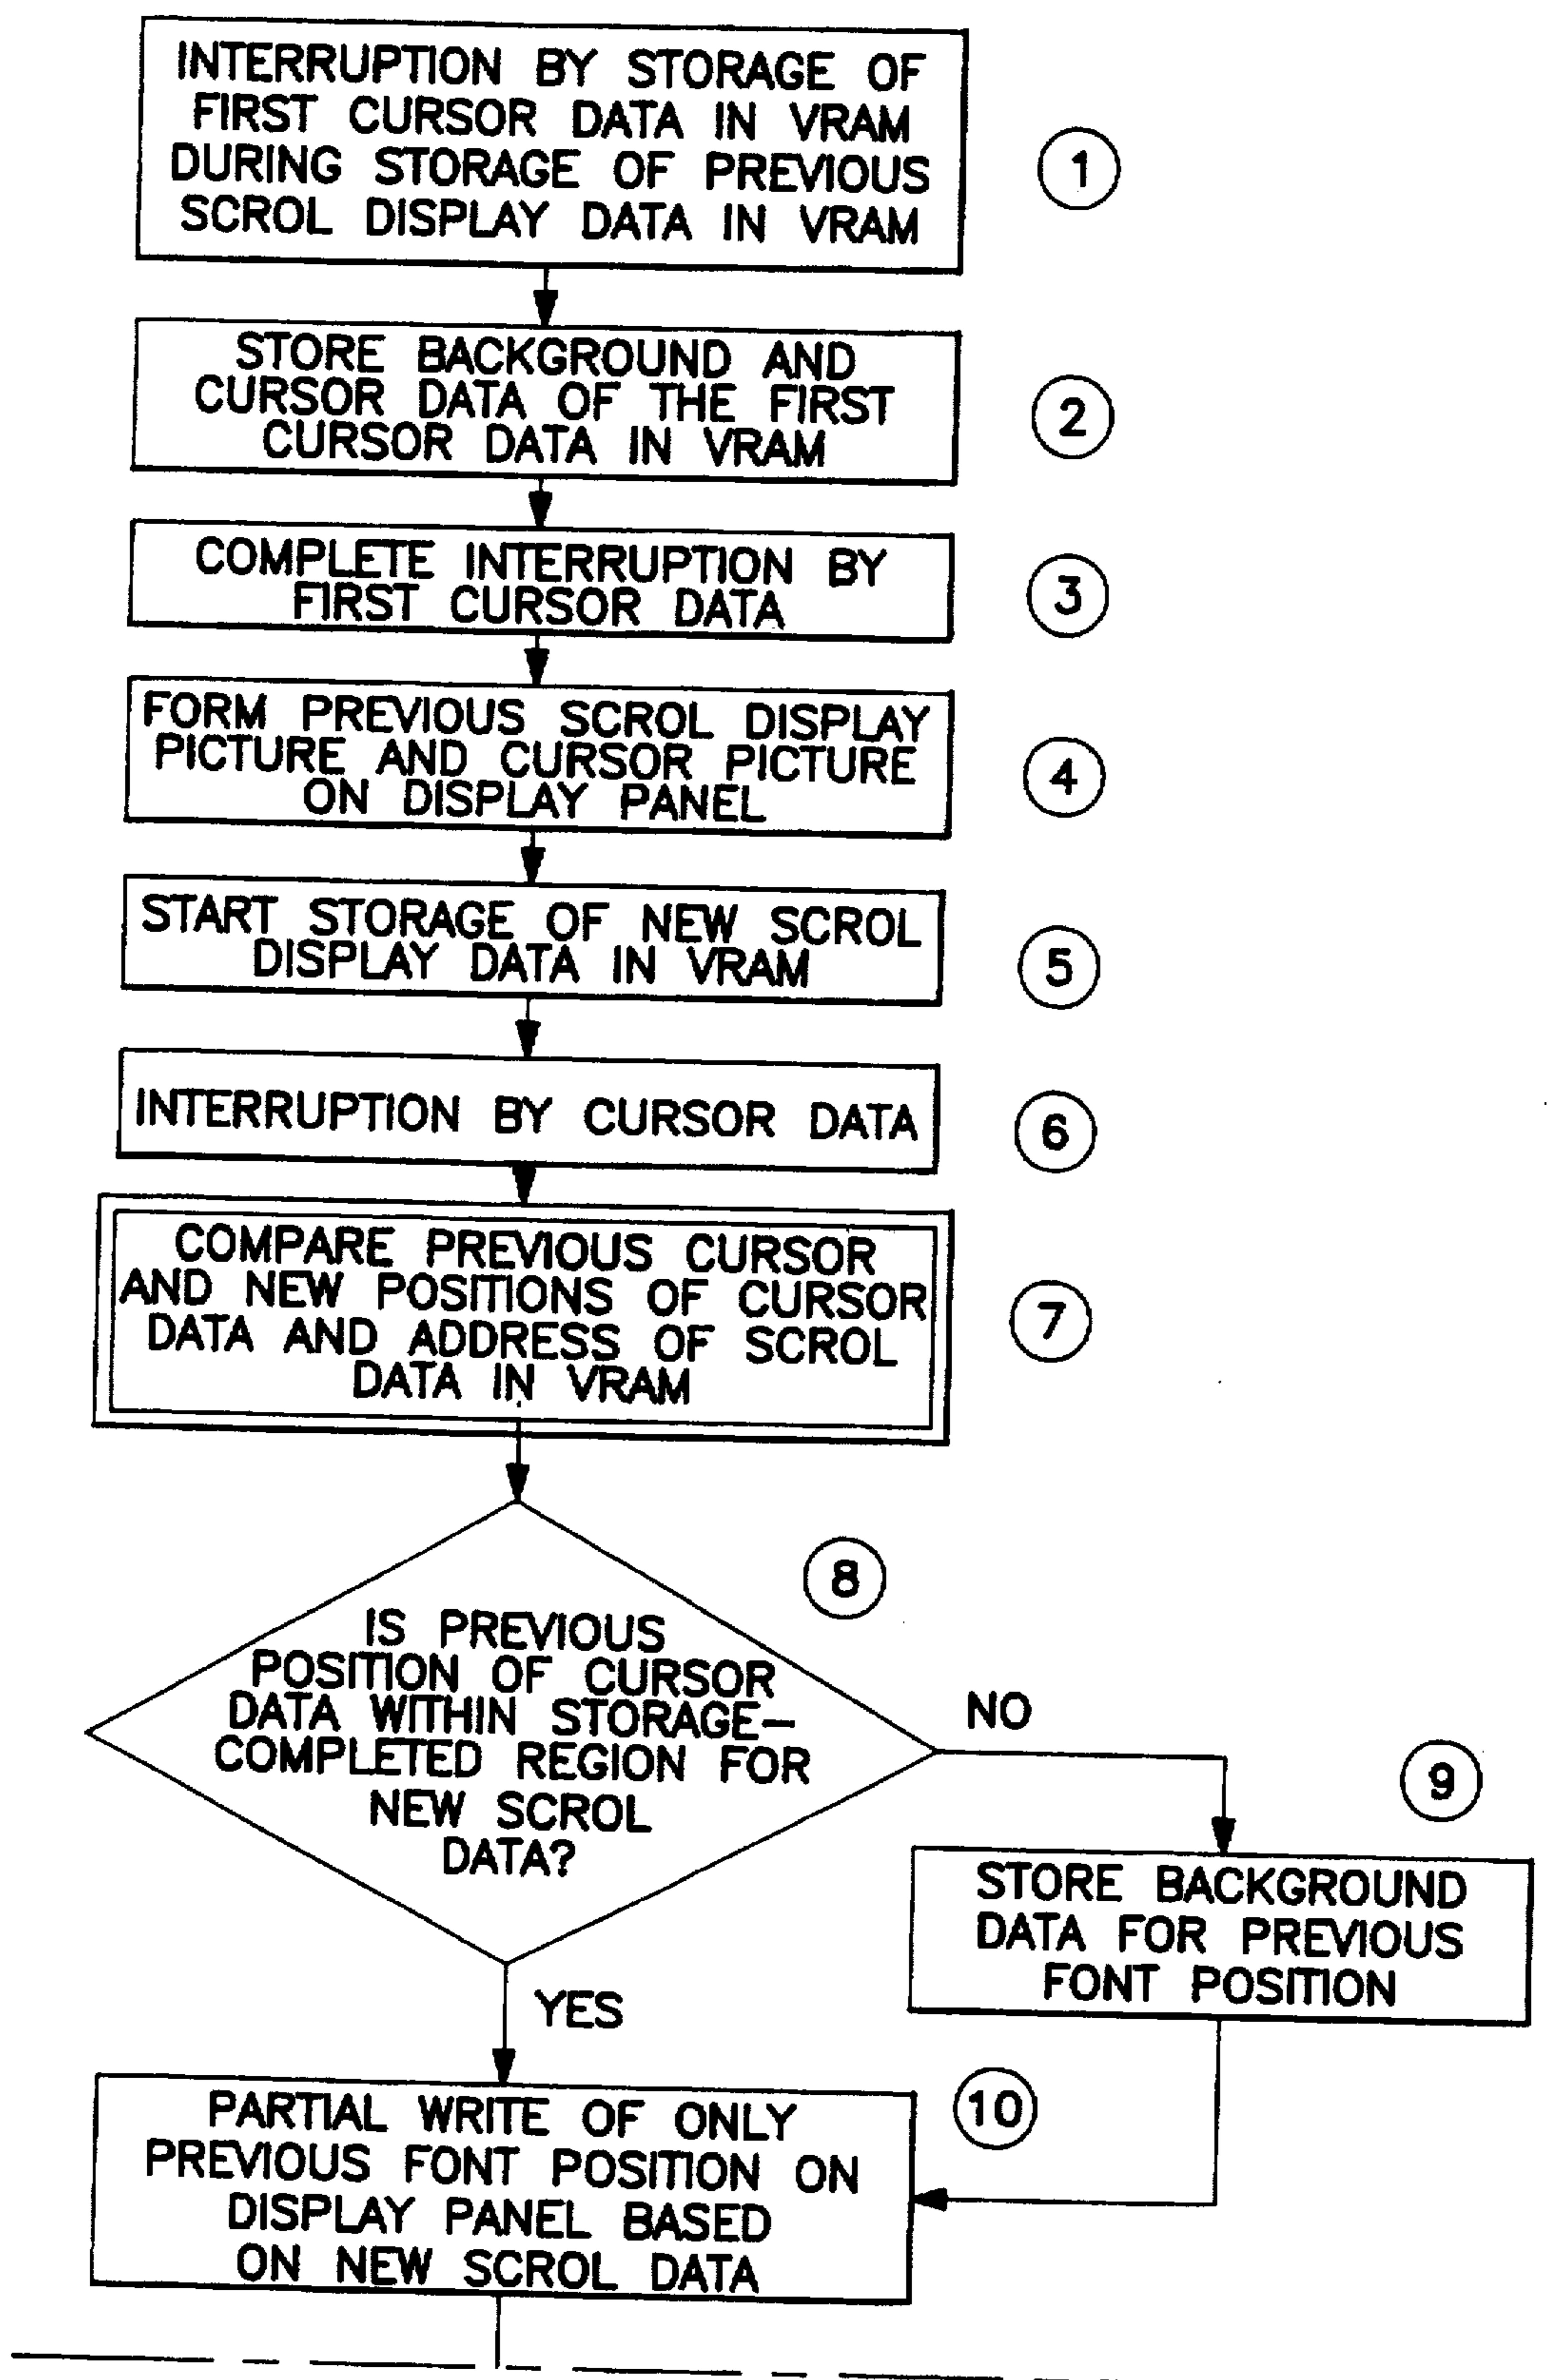 INTERRUPTION BY STORAGE OF
FIRST CURSOR DATA IN VRAM
DURING STORAGE OF PREVIOUS
SCROL DISPLAY DATA IN VRAM
1
STORE BACKGROUND AND
CURSOR DATA OF THE FIRST
CURSOR DATA IN VRAM
2
COMPLETE INTERRUPTION BY
FIRST CURSOR DATA
3
FORM PREVIOUS SCROL DISPLAY
PICTURE AND CURSOR PICTURE
ON DISPLAY PANEL
4
START STORAGE OF NEW SCROL
DISPLAY DATA IN VRAM
5
INTERRUPTION BY CURSOR DATA
6
COMPARE PREVIOUS CURSOR
AND NEW POSITIONS OF CURSOR
DATA AND ADDRESS OF SCROL
DATA IN VRAM
7
8
IS PREVIOUS
POSITION OF CURSOR
DATA WITHIN STORAGE-
COMPLETED REGION FOR
NEW SCROL
DATA?
NO
9
STORE BACKGROUND
DATA FOR PREVIOUS
FONT POSITION
YES
10
PARTIAL WRITE OF ONLY
PREVIOUS FONT POSITION ON
DISPLAY PANEL BASED
ON NEW SCROL DATA